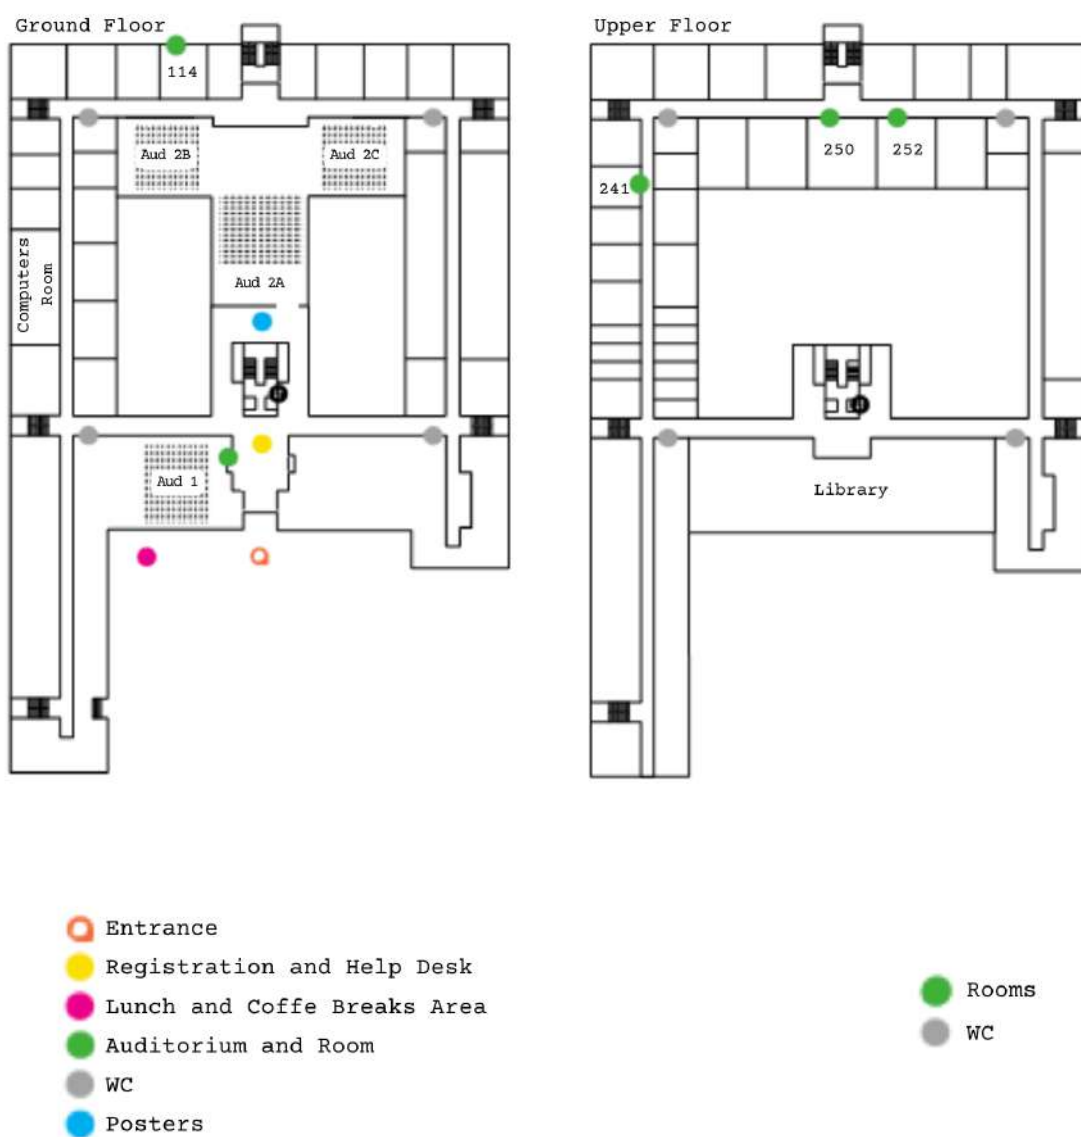 Ground Floor
114
Aud 2B
Aud 2C
Aud 2A
Computers
Room
Aud 1
Upper Floor
250
252
241
Library
Entrance
Registration and Help Desk
Lunch and Coffe Breaks Area
Auditorium and Room
WC
Posters
Rooms
WC